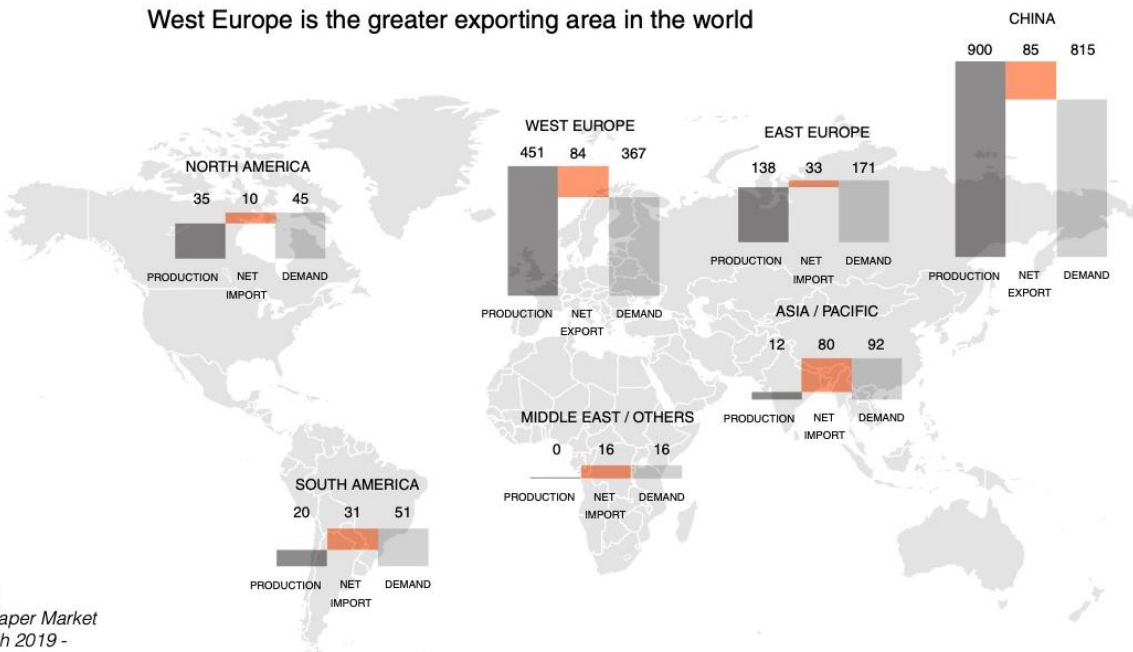 West Europe is the greater exporting area in the world
CHINA
900 85 815
PRODUCTION NET DEMAND
EXPORT
WEST EUROPE
451 84 367
PRODUCTION NET DEMAND
EXPORT
EAST EUROPE
138 33 171
PRODUCTION NET DEMAND
IMPORT
NORTH AMERICA
35 10 45
PRODUCTION NET DEMAND
IMPORT
ASIA / PACIFIC
12 80 92
PRODUCTION NET DEMAND
IMPORT
MIDDLE EAST / OTHERS
0 16 16
PRODUCTION NET DEMAND
IMPORT
SOUTH AMERICA
20 31 51
PRODUCTION NET DEMAND
IMPORT
aper Market
h 2019 -